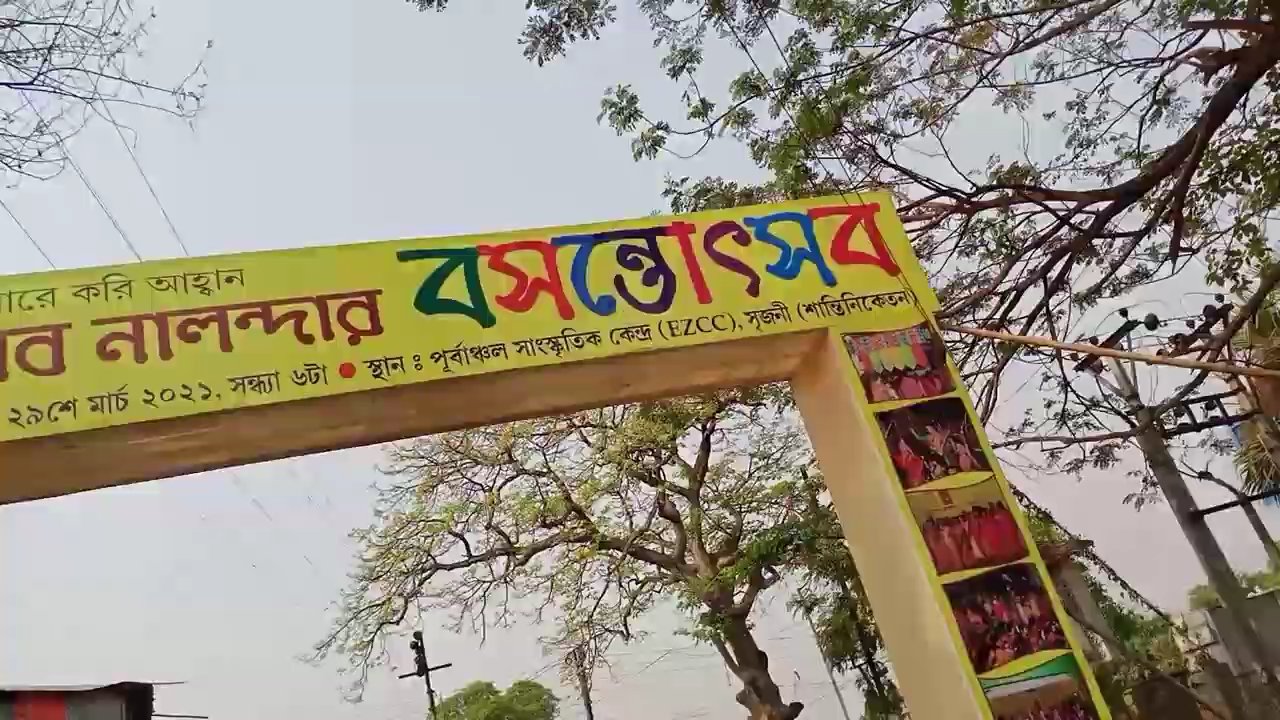 করি আহ্বান
নালন্দার বসন্তোৎসব
২৯শে মার্চ ২০২১, সন্ধ্যা ৬টা ● স্থান : পূর্বাঞ্চল সাংস্কৃতিক কেন্দ্র (EZCC), সৃজনী (শান্তিনিকেতন)